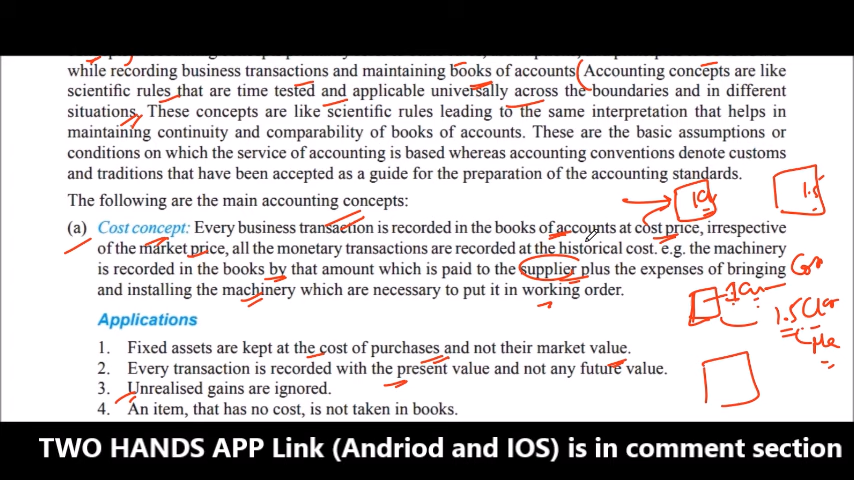 while recording business transactions and maintaining books of accounts. Accounting concepts are like
scientific rules that are time tested and applicable universally across the boundaries and in different
situations. These concepts are like scientific rules leading to the same interpretation that helps in
maintaining continuity and comparability of books of accounts. These are the basic assumptions or
conditions on which the service of accounting is based whereas accounting conventions denote customs
and traditions that have been accepted as a guide for the preparation of the accounting standards.
The following are the main accounting concepts:
1.5
(a) Cost concept: Every business transaction is recorded in the books of accounts at cost price, irrespective
of the market price, all the monetary transactions are recorded at the historical cost. e.g. the machinery
is recorded in the books by that amount which is paid to the supplier plus the expenses of bringing
and installing the machinery which are necessary to put it in working order.
1.5
Applications
1. Fixed assets are kept at the cost of purchases and not their market value.
2. Every transaction is recorded with the present value and not any future value.
3. Unrealised gains are ignored.
4. An item, that has no cost, is not taken in books.
TWO HANDS APP Link (Andriod and IOS) is in comment section